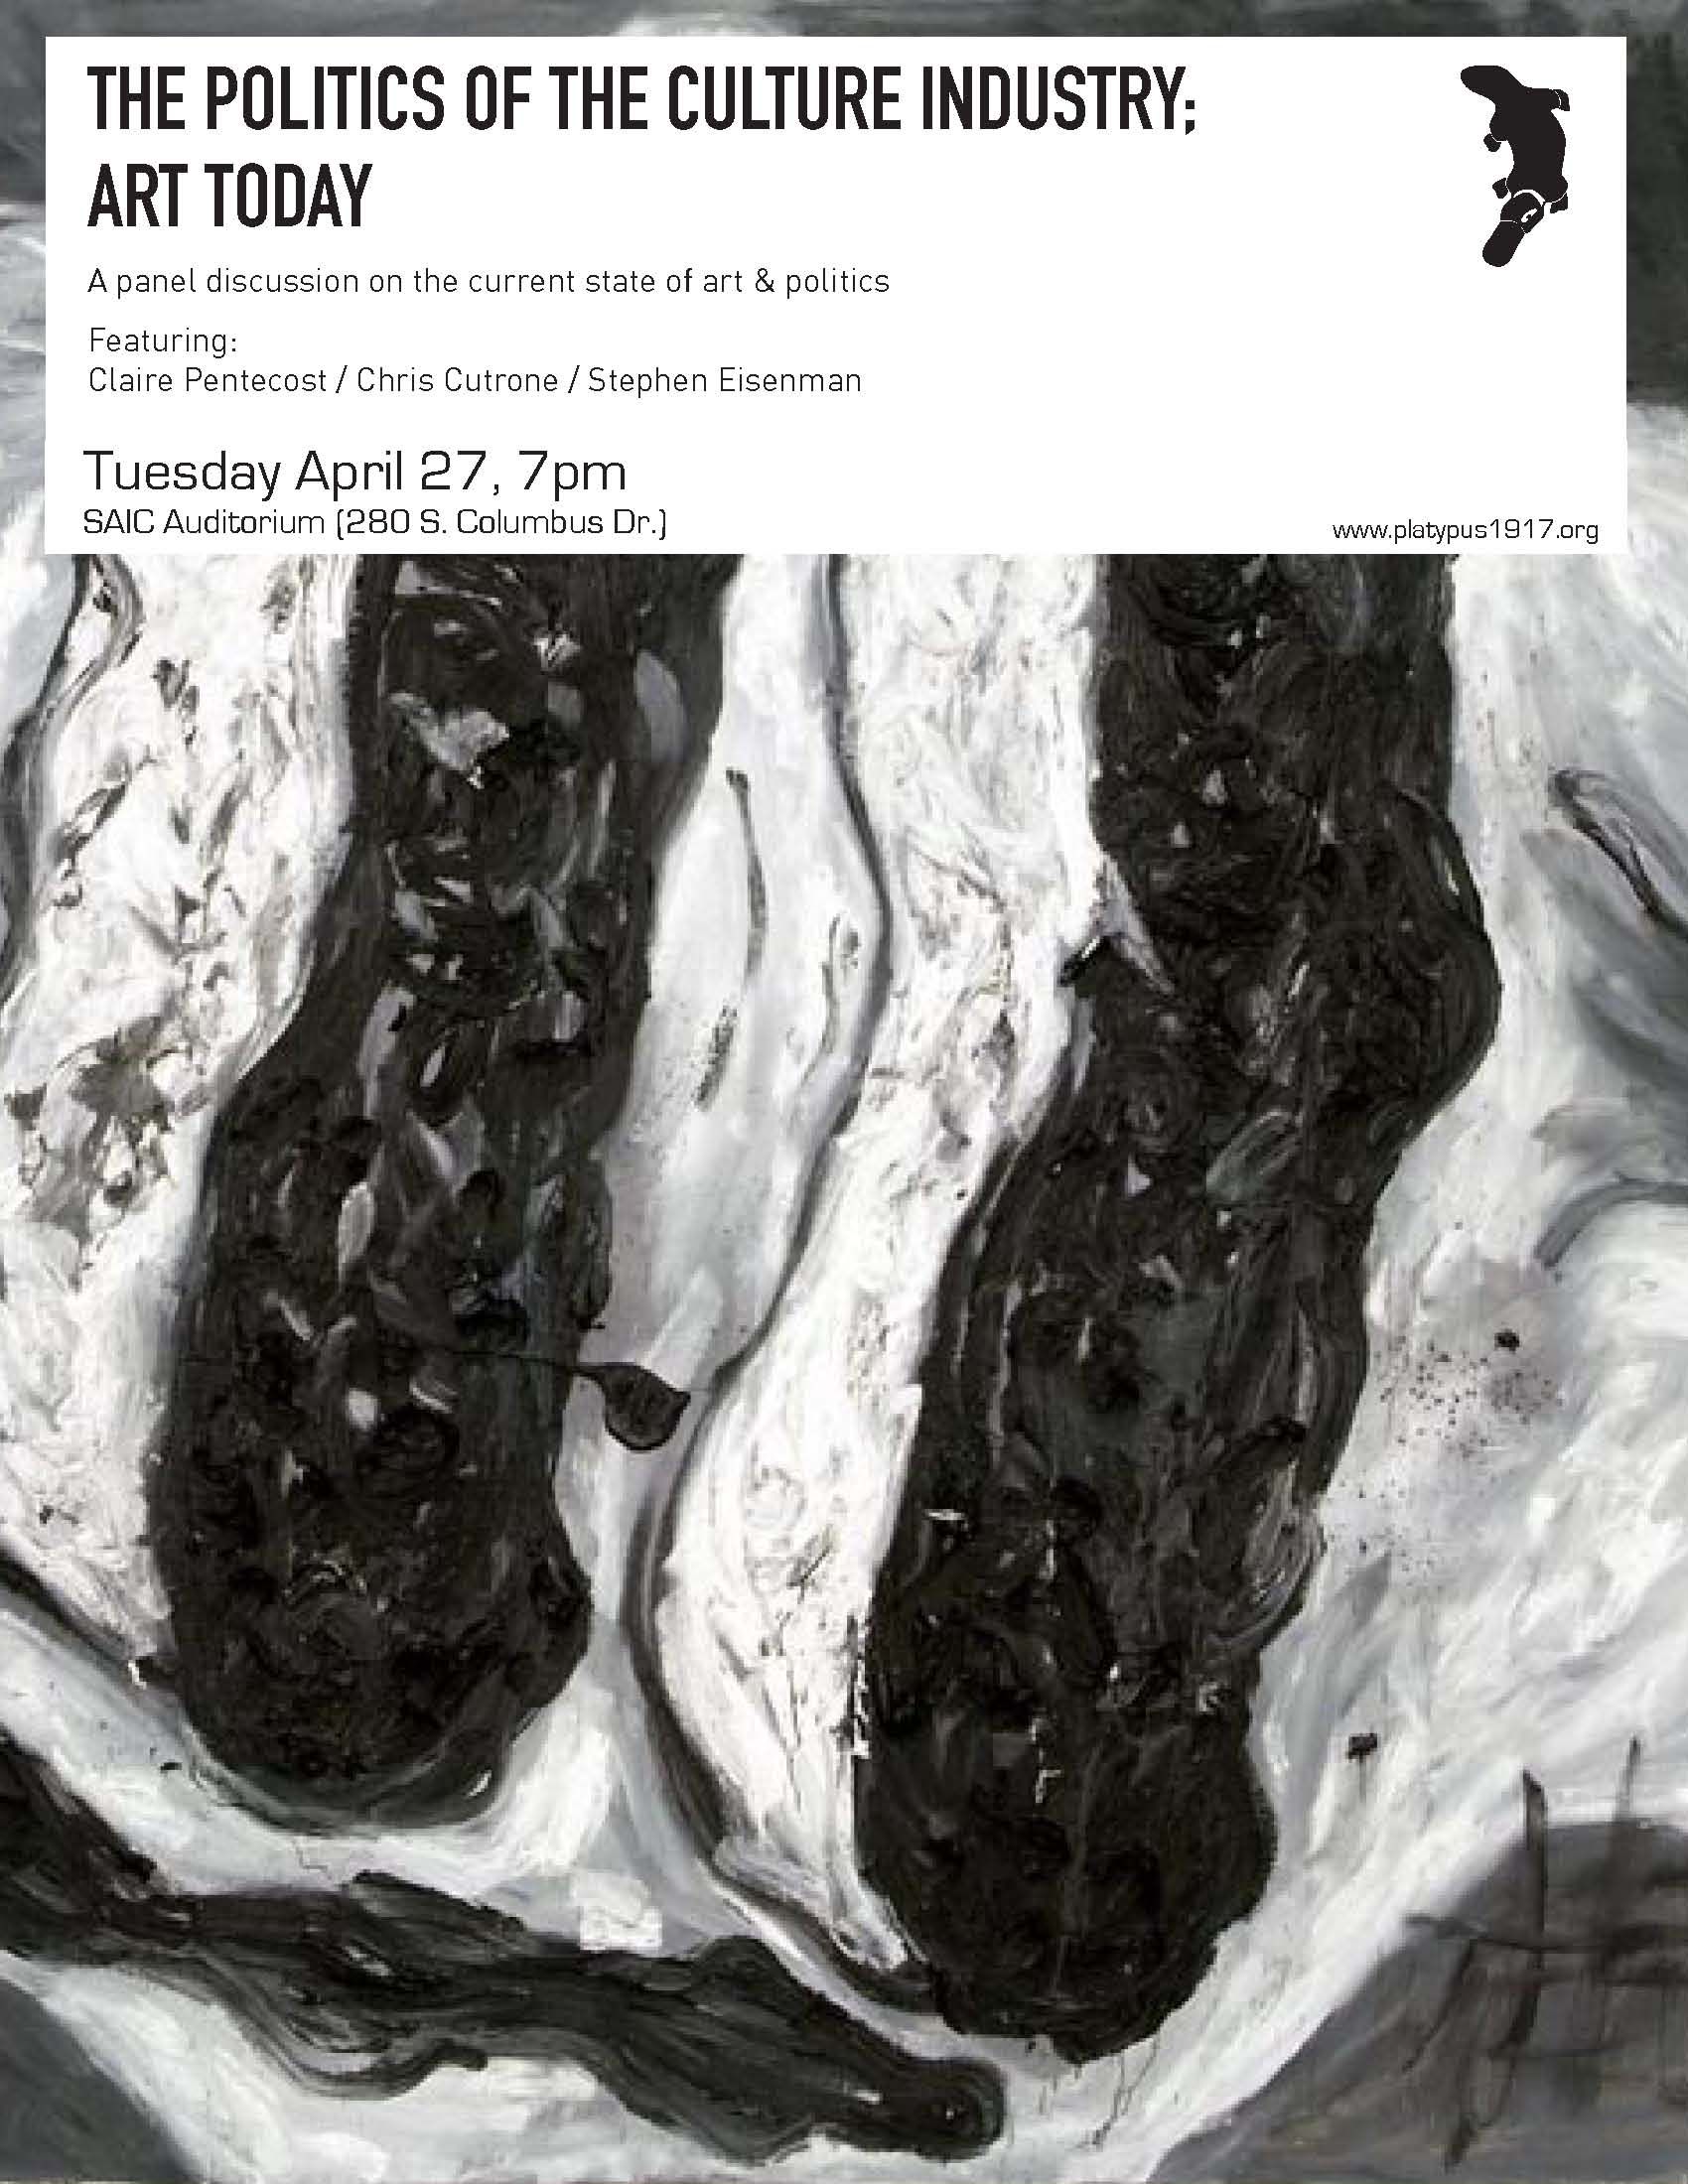 THE POLITICS OF THE CULTURE INDUSTRY;
ART TODAY
A panel discussion on the current state of art & politics
Featuring:
Claire Pentecost / Chris Cutrone / Stephen Eisenman
Tuesday April 27, 7pm
SAIC Auditorium (280 S. Columbus Dr.)
www.platypus1917.org